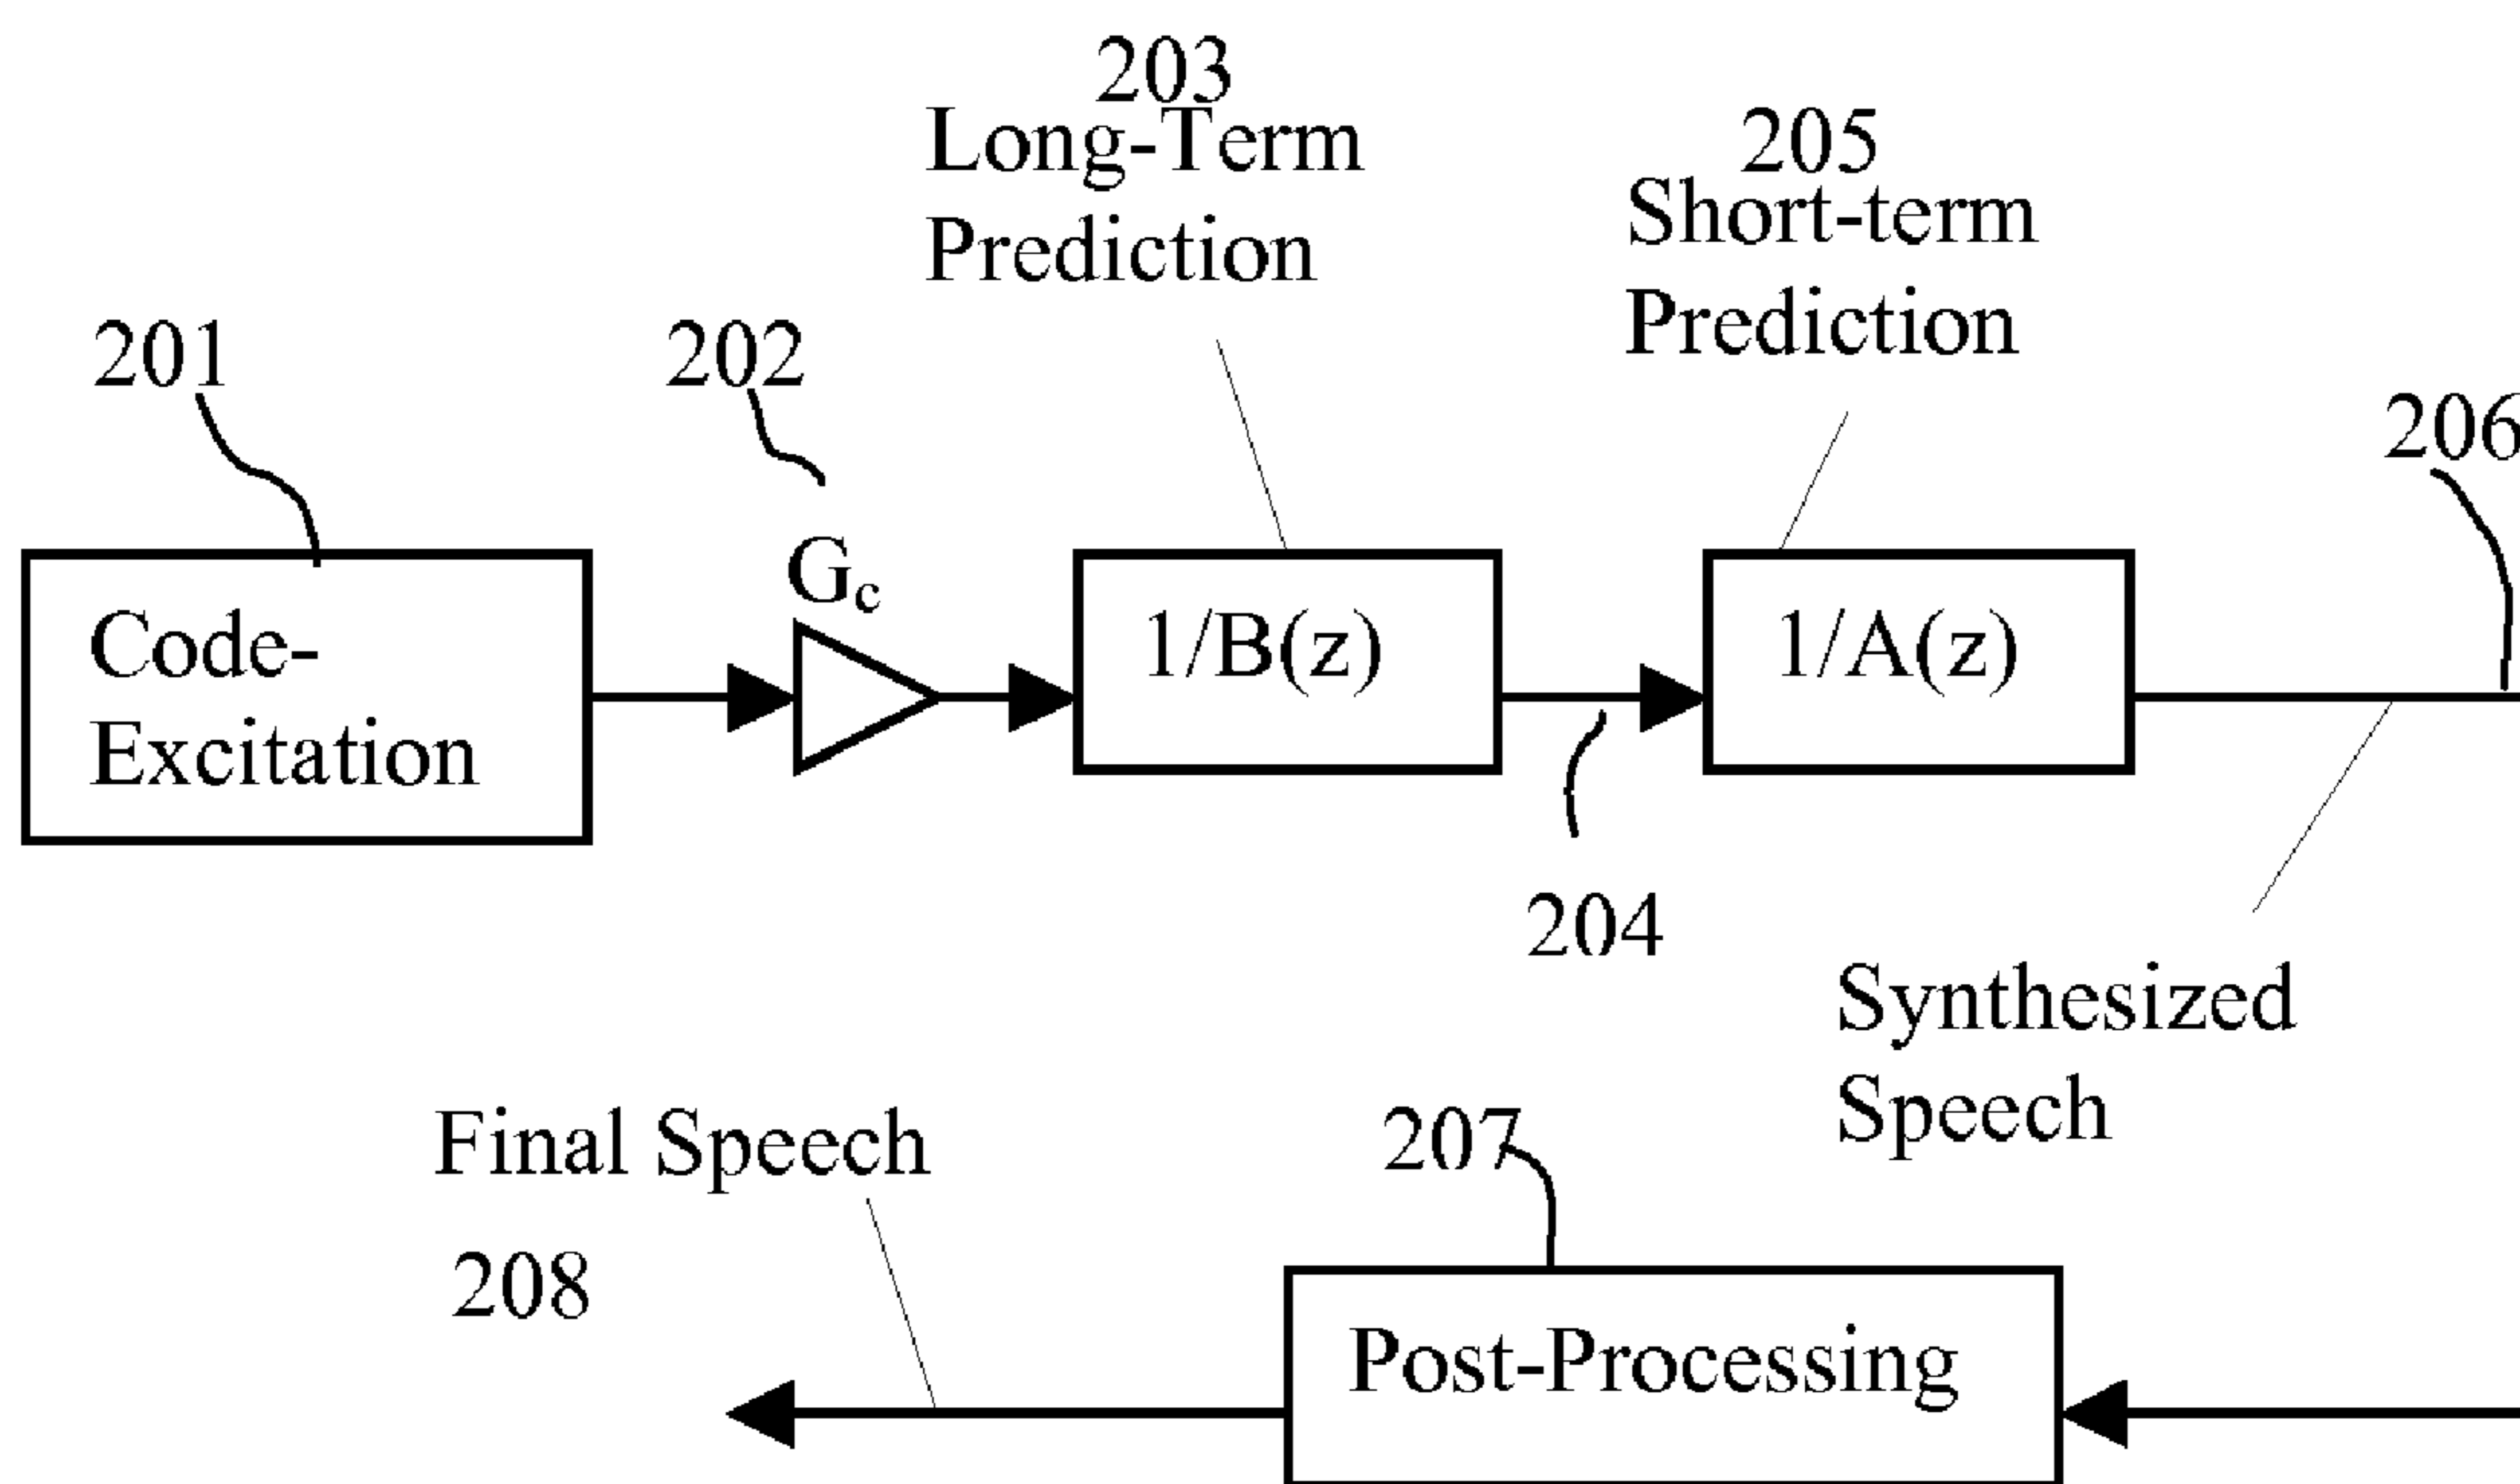 203
Long-Term
Prediction
205
Short-term
Prediction
201
202
206
G_c
Code-
Excitation
1/B(z)
1/A(z)
204
Synthesized
Speech
Final Speech
207
208
Post-Processing